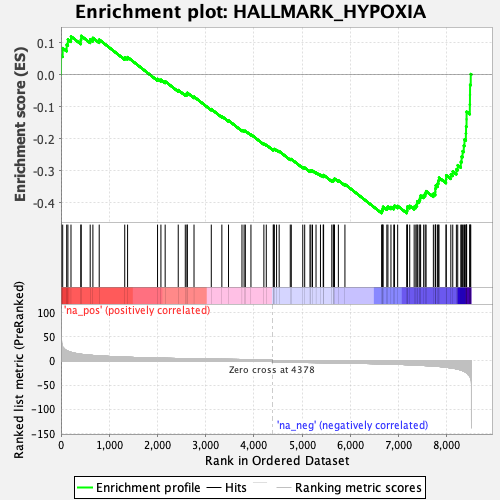 Enrichment plot: HALLMARK_HYPOXIA
Enrichment score (ES)
0.1
0.0
-0.1
-0.2
-0.3
-0.4
'na_pos' (positively correlated)
Ranked list metric (PreRanked)
100
50
0
-50
-100
-150
Zero cross at 4378
'na_neg' (negatively correlated)
0 1,000 2,000 3,000 4,000 5,000 6,000 7,000 8,000
Rank in Ordered Dataset
Enrichment profile Hits Ranking metric scores